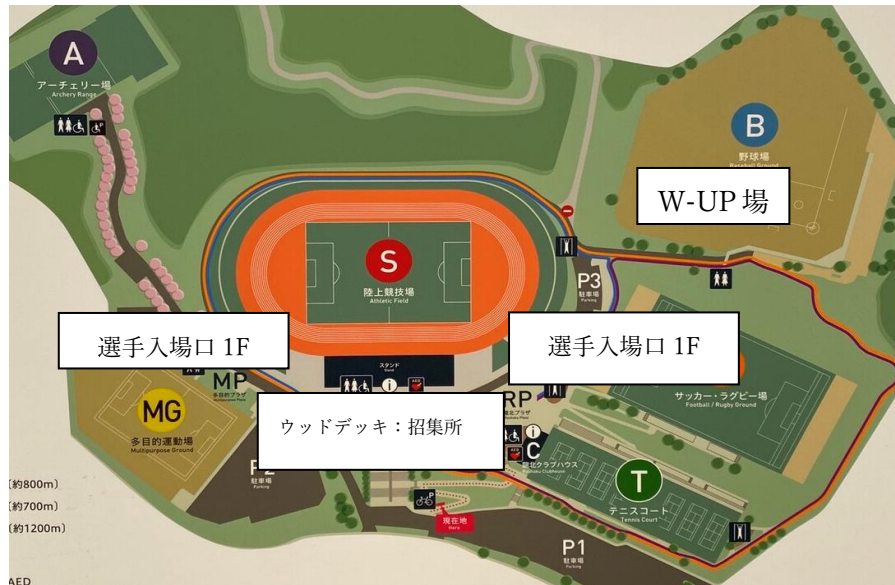 A
アーチェリー場
Archery Range
P
B
野球場
Baseball Ground
W-UP 場
S
陸上競技場
Athletic Field
P3
駐車場
Parking
選手入場口 1F
選手入場口 1F
スタンド
Stand
i
AED
MP
多目的プラザ
MG
多目的運動場
Multipurpose Ground
RP
サッカー・ラグビー場
Football / Rugby Ground
ウッドデッキ：招集所
i
AED
C
クラブハウス
P2
駐車場
Parking
T
テニスコート
Tennis Court
P
現在地
Here
P1
駐車場
Parking
(約800m)
(約700m)
(約1200m)
AED